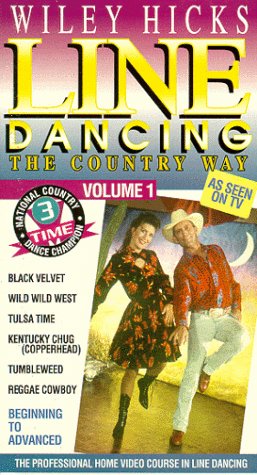 WILEY HICKS
LINE
DANCING
THE COUNTRY WAY
VOLUME 1
AS SEEN
ON TV
NATIONAL COUNTRY
3
TIME
DANCE CHAMPION
BLACK VELVET
WILD WILD WEST
TULSA TIME
KENTUCKY CHUG
(COPPERHEAD)
TUMBLEWEED
REGGAE COWBOY
BEGINNING
TO
ADVANCED
THE PROFESSIONAL HOME VIDEO COURSE IN LINE DANCING